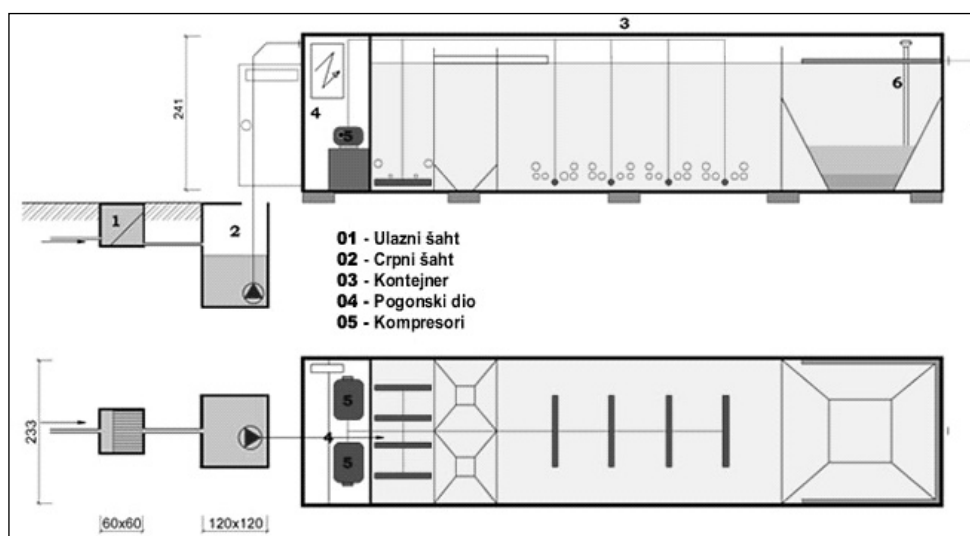 3
4
5
6
241
1
2
01 - Ulazni šaht
02 - Crpni šaht
03 - Kontejner
04 - Pogonski dio
05 - Kompresori
5
4
5
233
60x60
120x120